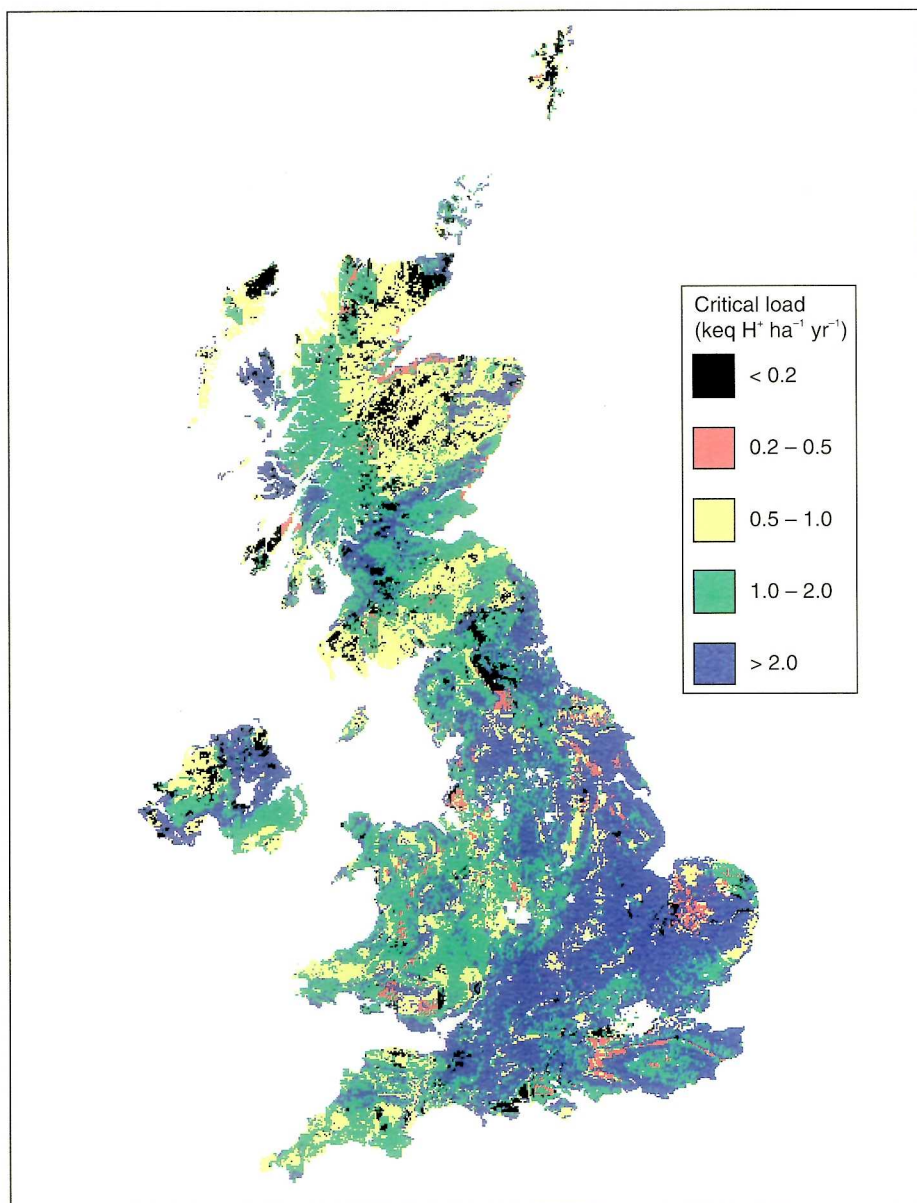 Critical load
(keq H⁺ ha⁻¹ yr⁻¹)
< 0.2
0.2 – 0.5
0.5 – 1.0
1.0 – 2.0
> 2.0